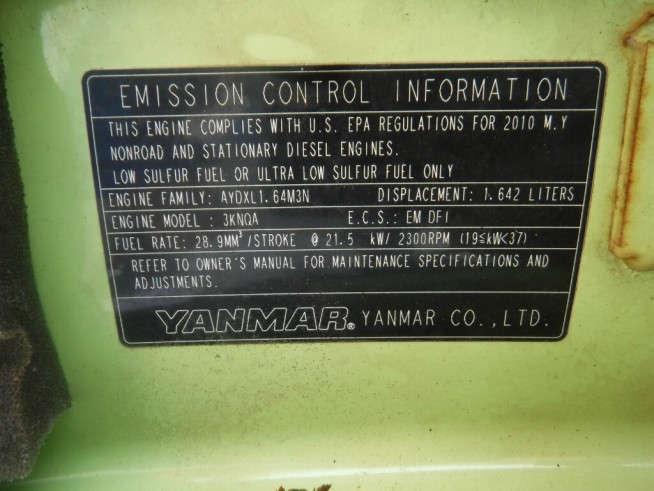 EMISSION CONTROL INFORMATION
THIS ENGINE COMPLIES WITH U.S. EPA REGULATIONS FOR 2010 M.Y
NONROAD AND STATIONARY DIESEL ENGINES.
LOW SULFUR FUEL OR ULTRA LOW SULFUR FUEL ONLY
ENGINE FAMILY: AYDXL1.64M3N DISPLACEMENT: 1.642 LITERS
ENGINE MODEL : 3KNQA E.C.S.: EM DFI
FUEL RATE: 28.9MM³/STROKE @ 21.5 kW/ 2300RPM (19≦kW<37)
REFER TO OWNER'S MANUAL FOR MAINTENANCE SPECIFICATIONS AND
ADJUSTMENTS.
YANMAR® YANMAR CO.,LTD.